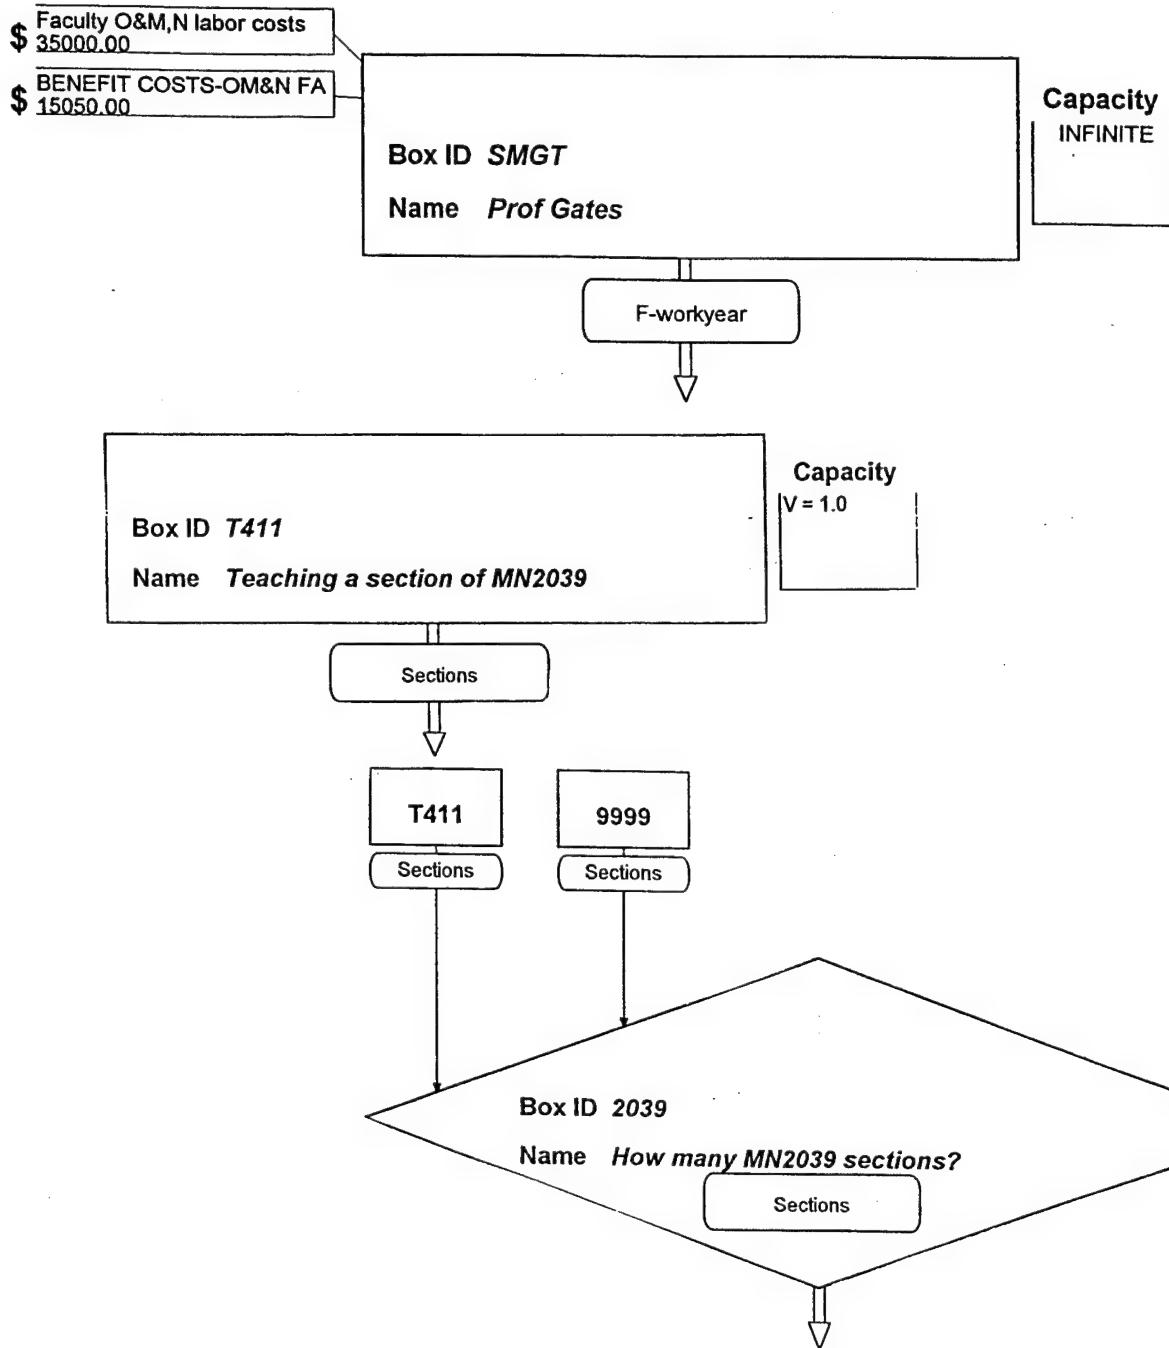 $ Faculty O&M,N labor costs
35000.00
$ BENEFIT COSTS-OM&N FA
15050.00
Capacity
INFINITE
Box ID SMGT
Name Prof Gates
F-workyear
Capacity
V = 1.0
Box ID T411
Name Teaching a section of MN2039
Sections
T411
9999
Sections
Sections
Box ID 2039
Name How many MN2039 sections?
Sections